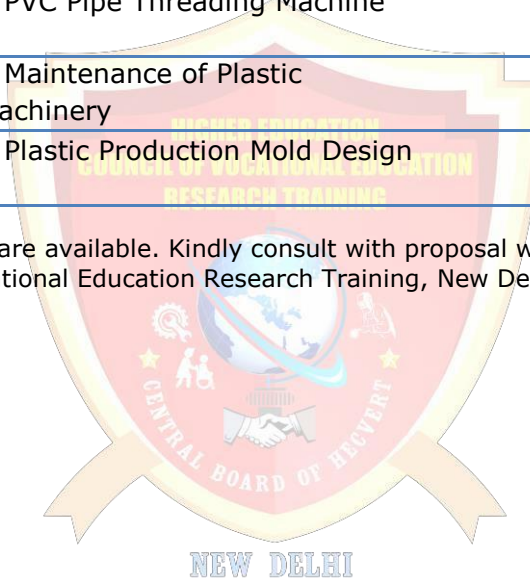 PVC Pipe Threading Machine
Maintenance of Plastic
achinery
Plastic Production Mold Design
HIGHER EDUCATION
COUNCIL OF VOCATIONAL EDUCATION
RESEARCH TRAINING
are available. Kindly consult with proposal w
tional Education Research Training, New De
CENTRAL BOARD OF HECVERT
NEW DELHI